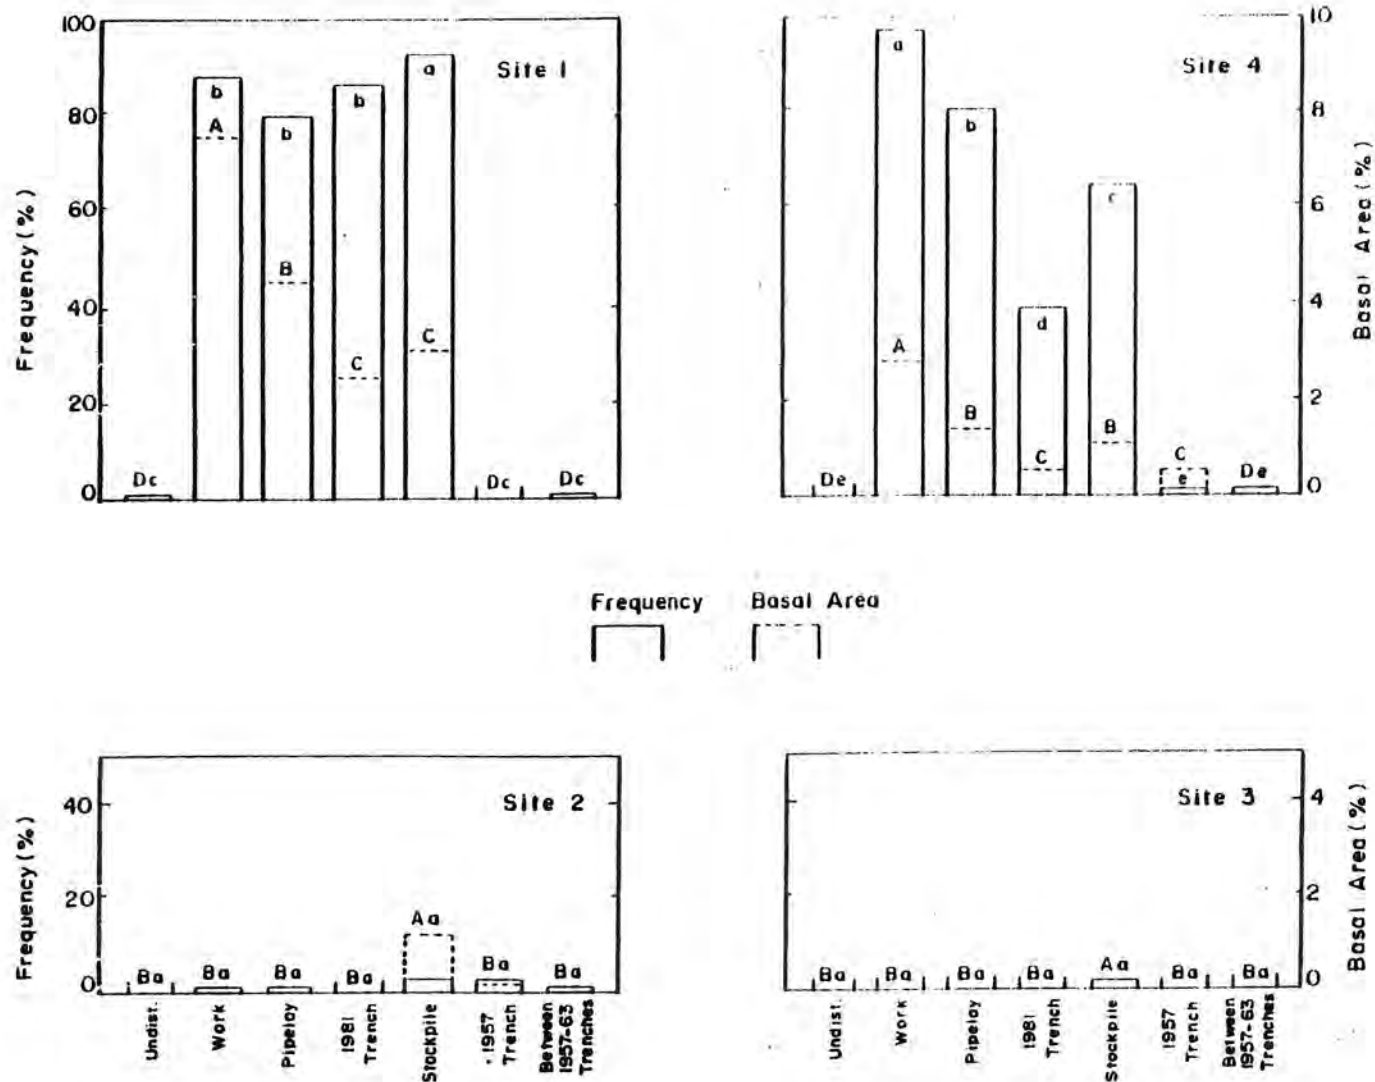 Site 1
Frequency (%)
100
80
60
40
20
0
Dc
b
A
b
B
b
C
a
C
Dc
Dc
Site 4
Basal Area (%)
10
8
6
4
2
0
De
a
A
b
B
d
C
c
B
C
e
De
Frequency
Basal Area
Site 2
Frequency (%)
40
20
0
Ba
Ba
Ba
Ba
Aa
Ba
Ba
Undist.
Work
Pipelay
1981
Trench
Stockpile
1957
Trench
Between
1957-63
Trenches
Site 3
Basal Area (%)
4
2
0
Ba
Ba
Ba
Ba
Aa
Ba
Ba
Undist.
Work
Pipelay
1981
Trench
Stockpile
1957
Trench
Between
1957-63
Trenches